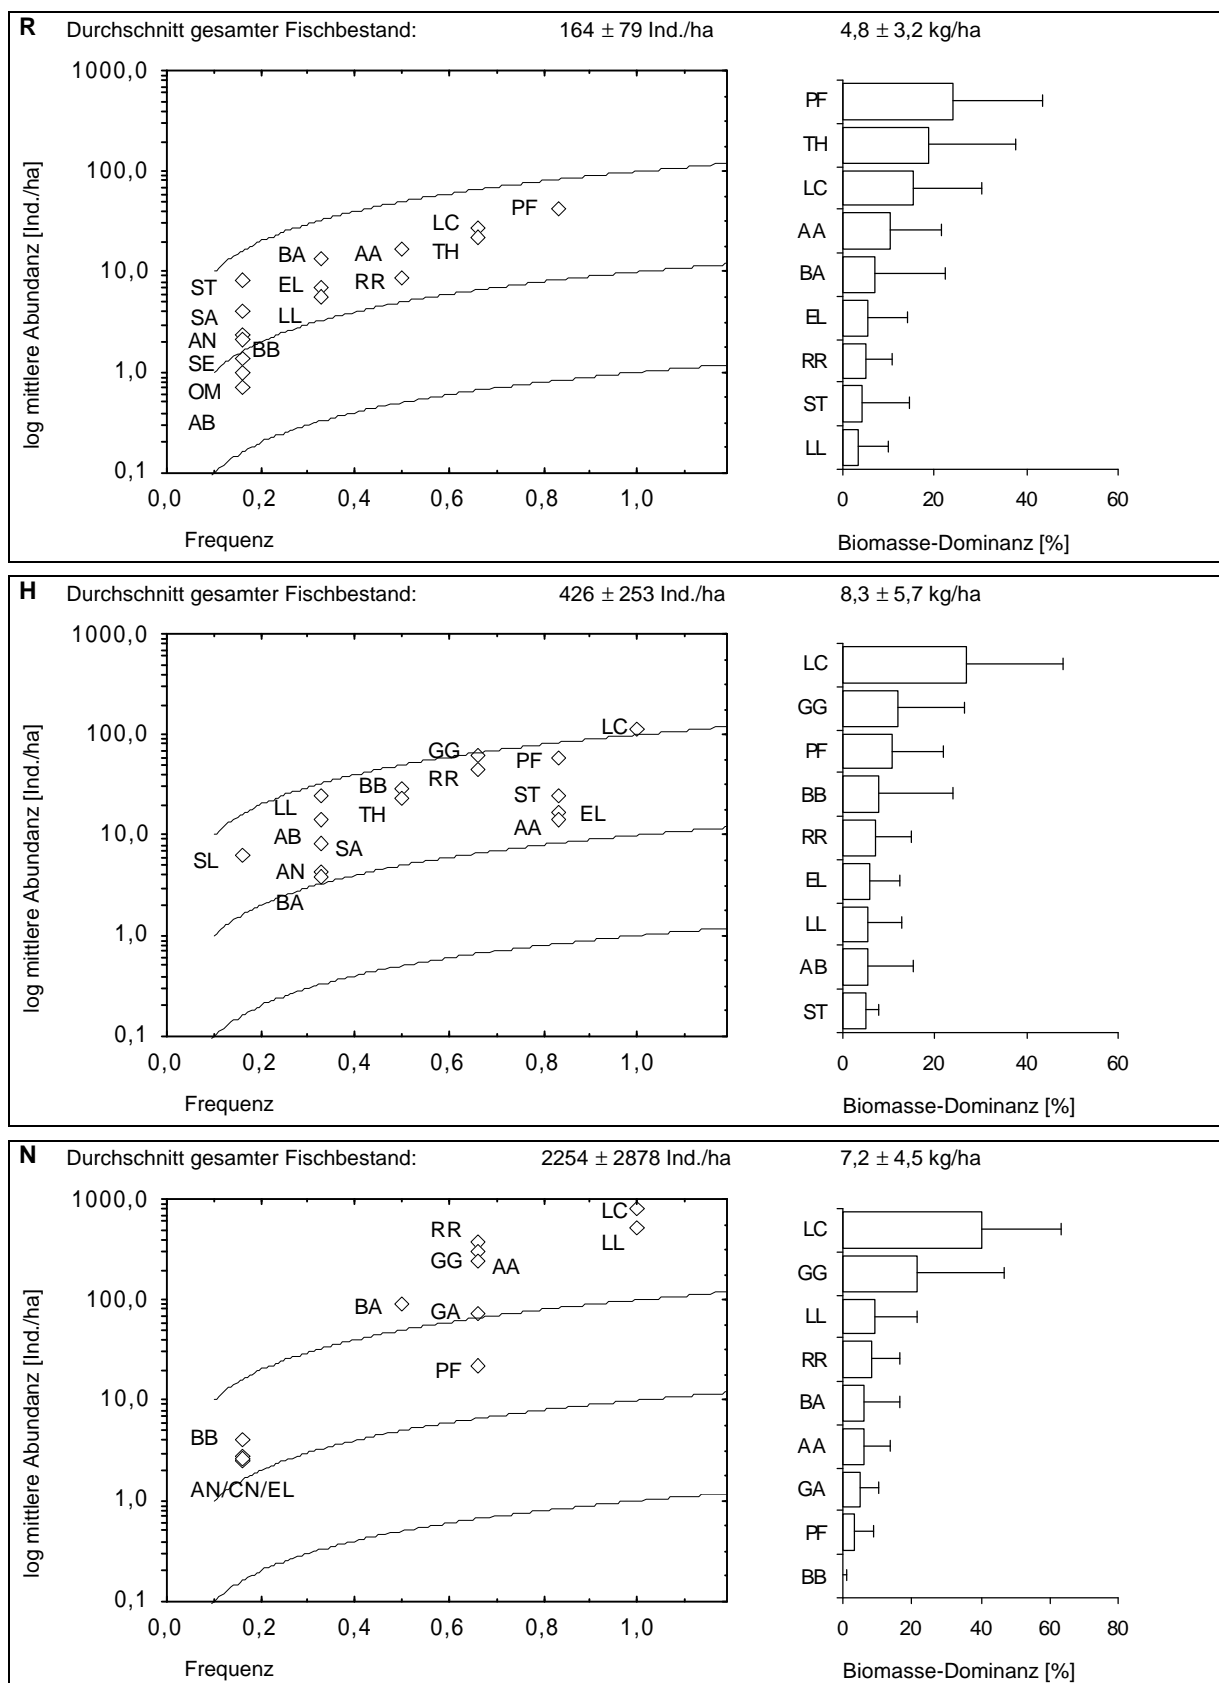 R Durchschnitt gesamter Fischbestand: 164 ± 79 Ind./ha 4,8 ± 3,2 kg/ha
log mittlere Abundanz [Ind./ha]
1000,0
100,0
10,0
1,0
0,1
PF
LC
TH
BA
AA
EL
RR
LL
ST
SA
AN
BB
SE
OM
AB
0,0 0,2 0,4 0,6 0,8 1,0
Frequenz
PF
TH
LC
AA
BA
EL
RR
ST
LL
0 20 40 60
Biomasse-Dominanz [%]
H Durchschnitt gesamter Fischbestand: 426 ± 253 Ind./ha 8,3 ± 5,7 kg/ha
log mittlere Abundanz [Ind./ha]
1000,0
100,0
10,0
1,0
0,1
LC
GG
PF
RR
BB
ST
LL
TH
EL
AB
AA
SA
SL
AN
BA
0,0 0,2 0,4 0,6 0,8 1,0
Frequenz
LC
GG
PF
BB
RR
EL
LL
AB
ST
0 20 40 60
Biomasse-Dominanz [%]
N Durchschnitt gesamter Fischbestand: 2254 ± 2878 Ind./ha 7,2 ± 4,5 kg/ha
log mittlere Abundanz [Ind./ha]
1000,0
100,0
10,0
1,0
0,1
LC
RR
LL
GG
AA
BA
GA
PF
BB
AN/CN/EL
0,0 0,2 0,4 0,6 0,8 1,0
Frequenz
LC
GG
LL
RR
BA
AA
GA
PF
BB
0 20 40 60 80
Biomasse-Dominanz [%]